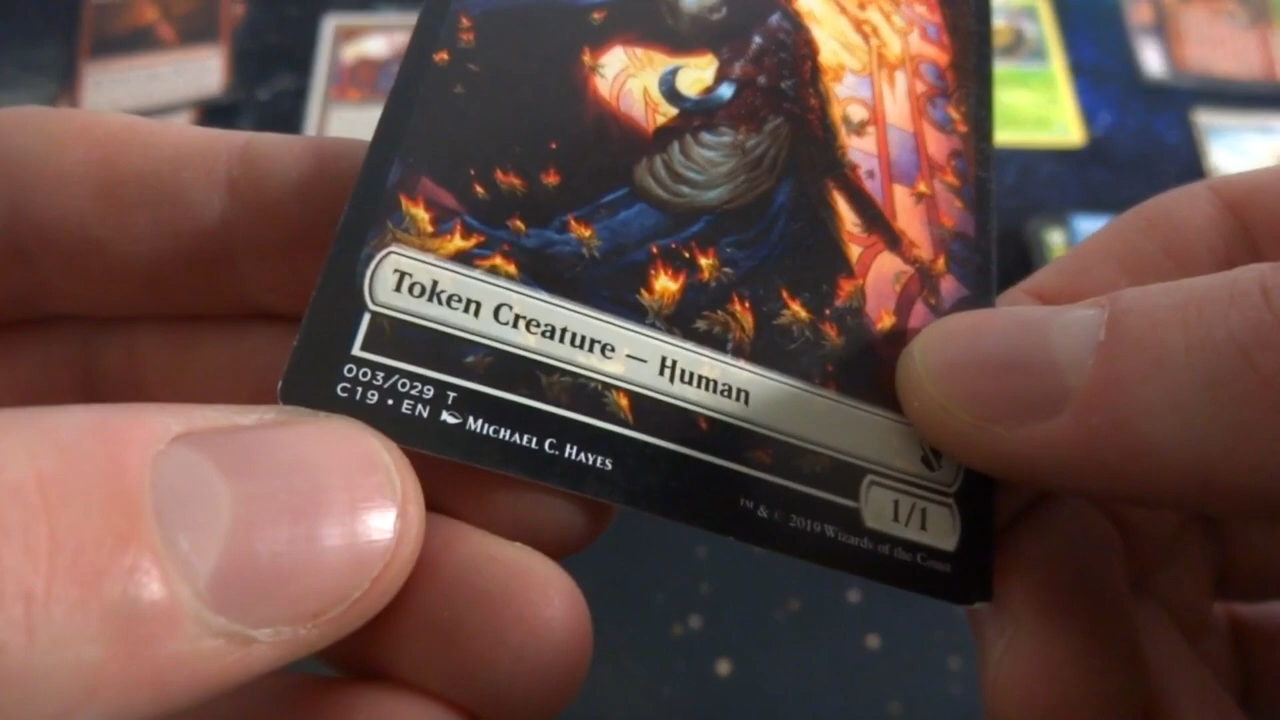 Token Creature — Human
003/029 T
C19 • EN Michael C. Hayes
1/1
™ & © 2019 Wizards of the Coast